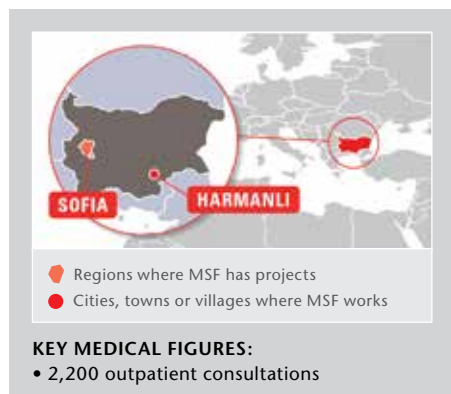 SOFIA
HARMANLI
Regions where MSF has projects
Cities, towns or villages where MSF works
KEY MEDICAL FIGURES:
• 2,200 outpatient consultations